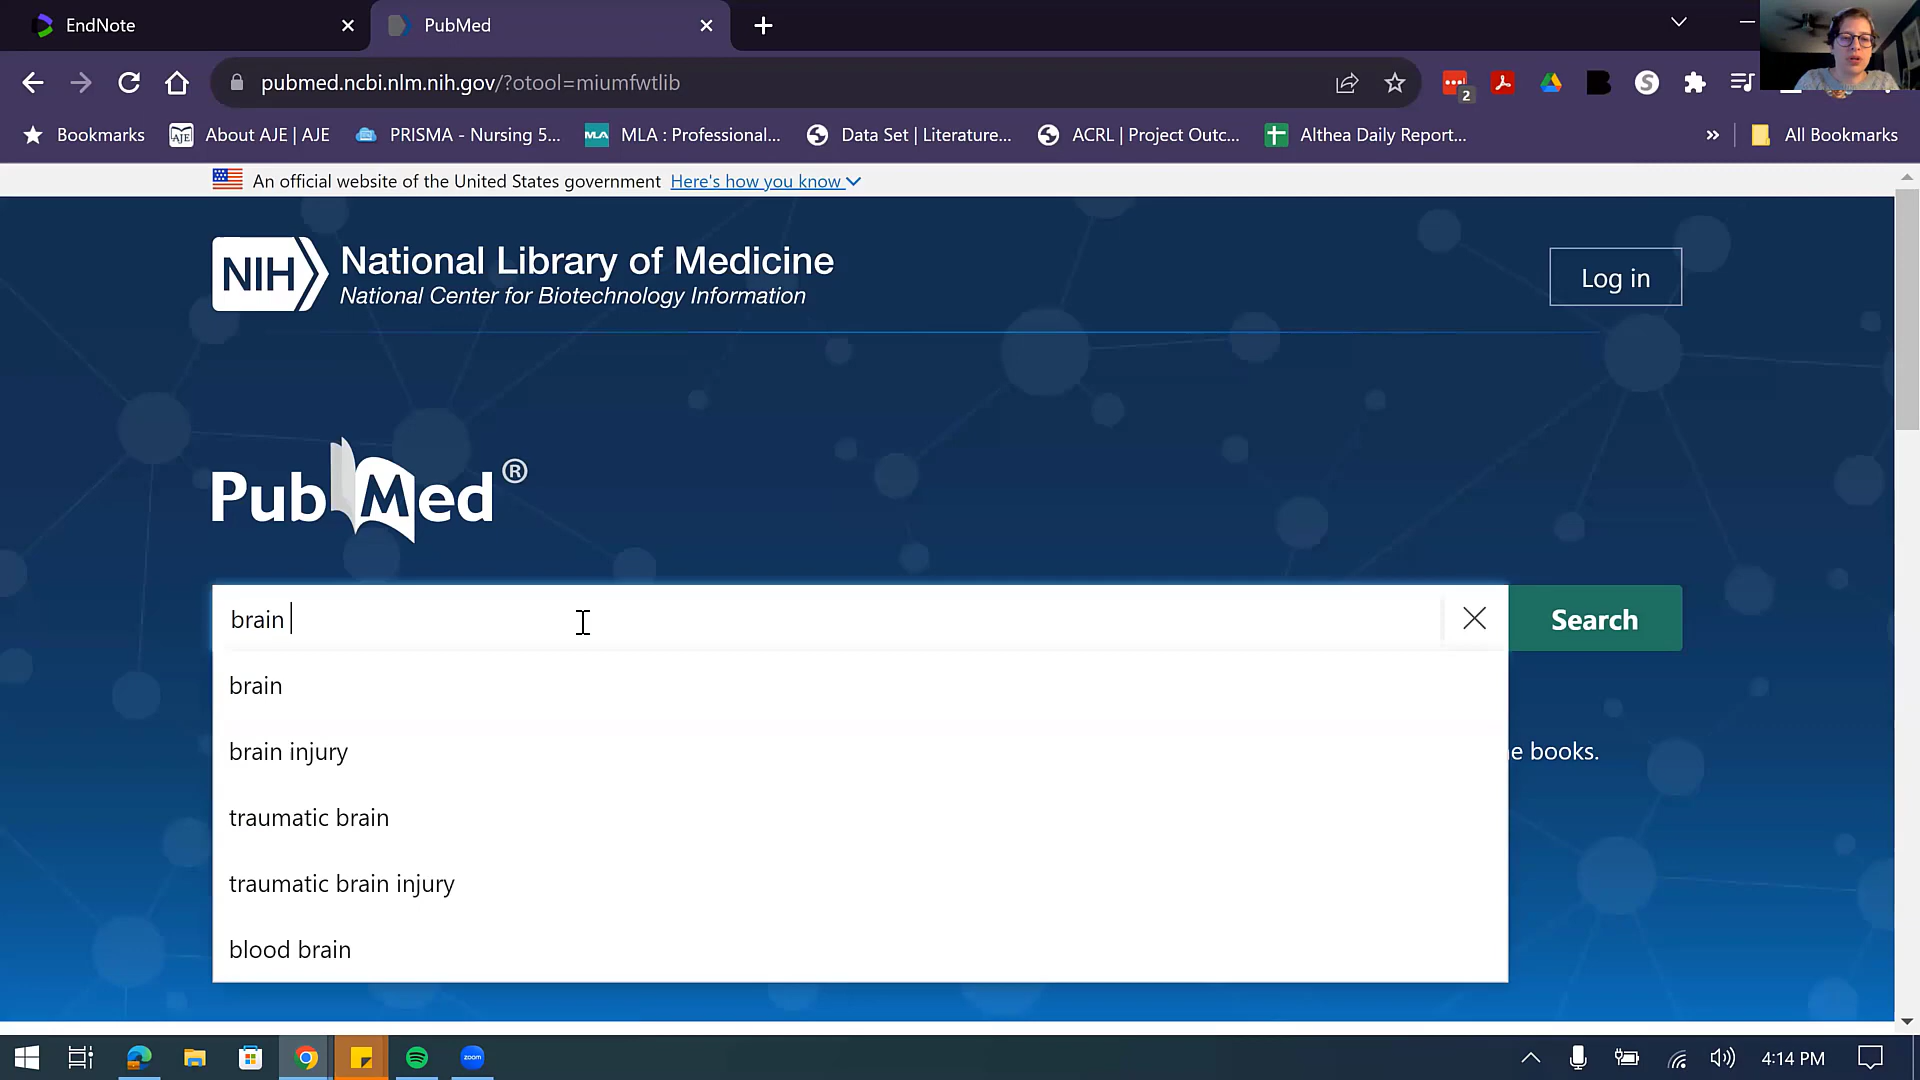 EndNote
PubMed
pubmed.ncbi.nlm.nih.gov/?otool=miumfwtlib
2
Bookmarks
About AJE | AJE
PRISMA - Nursing 5...
MLA
MLA : Professional...
Data Set | Literature...
ACRL | Project Outc...
Althea Daily Report...
All Bookmarks
An official website of the United States government Here's how you know
NIH National Library of Medicine
National Center for Biotechnology Information
Log in
PubMed®
brain
Search
brain
brain injury
e books.
traumatic brain
traumatic brain injury
blood brain
zoom
4:14 PM